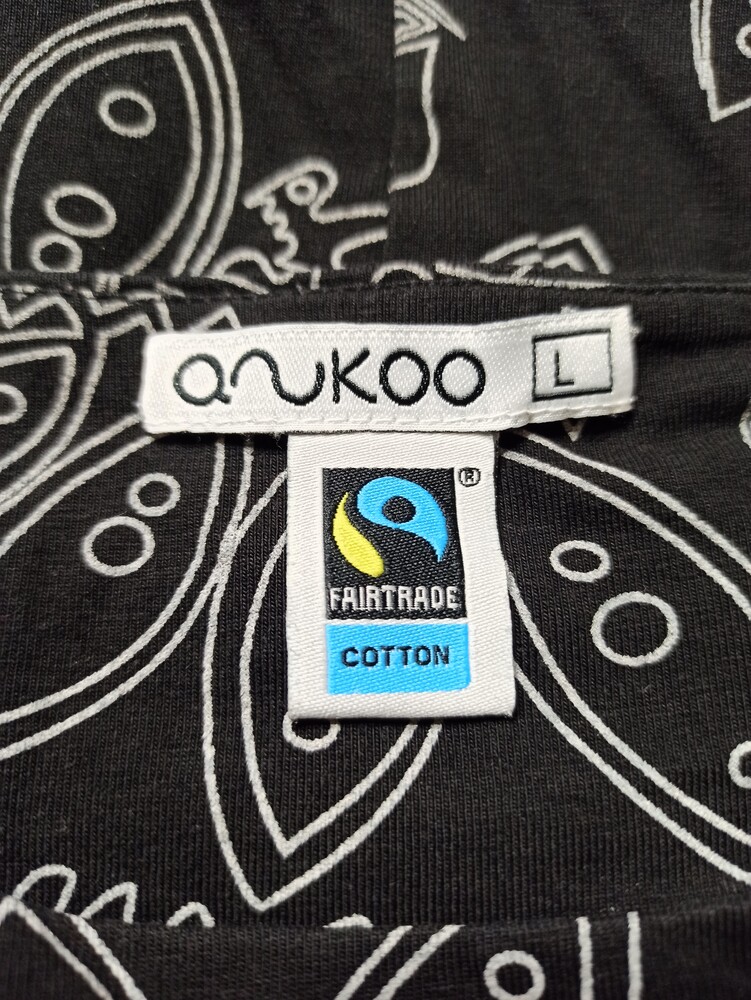 anukoo
L
®
FAIRTRADE
COTTON